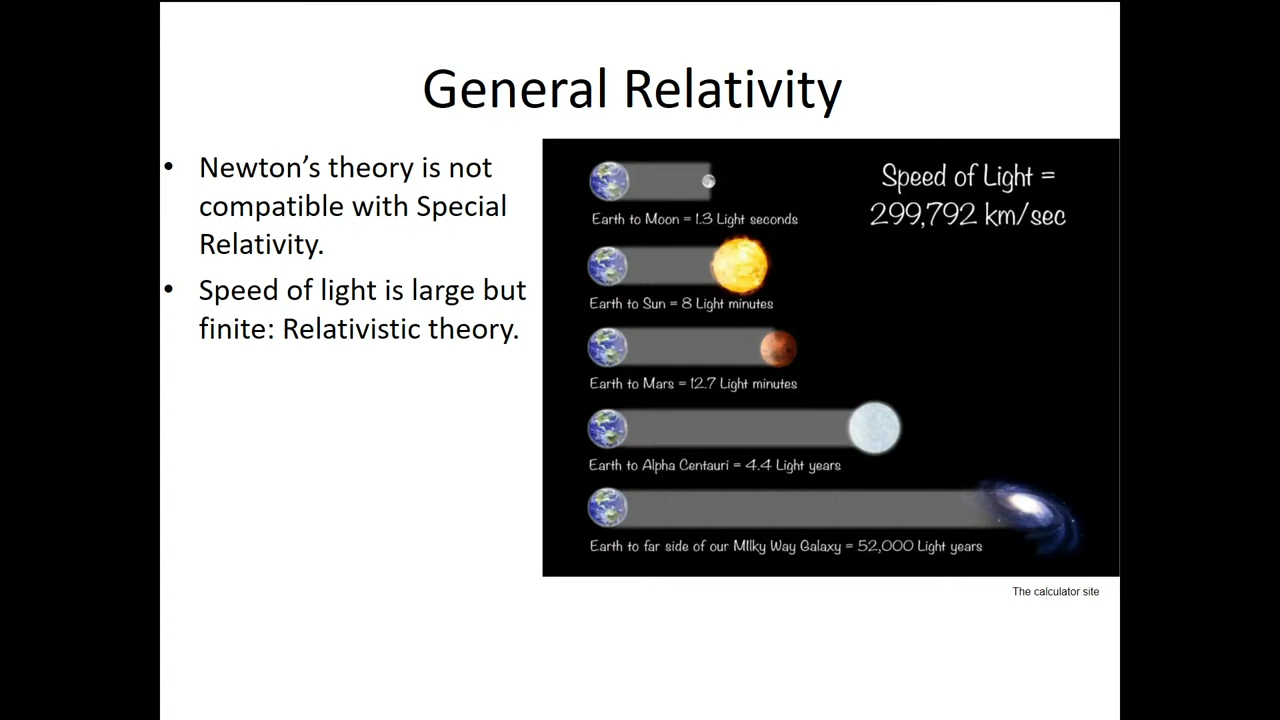 General Relativity
• Newton's theory is not
compatible with Special
Relativity.
• Speed of light is large but
finite: Relativistic theory.
Speed of Light =
299,792 km/sec
Earth to Moon = 1.3 Light seconds
Earth to Sun = 8 Light minutes
Earth to Mars = 12.7 Light minutes
Earth to Alpha Centauri = 4.4 Light years
Earth to far side of our MIlky Way Galaxy = 52,000 Light years
The calculator site